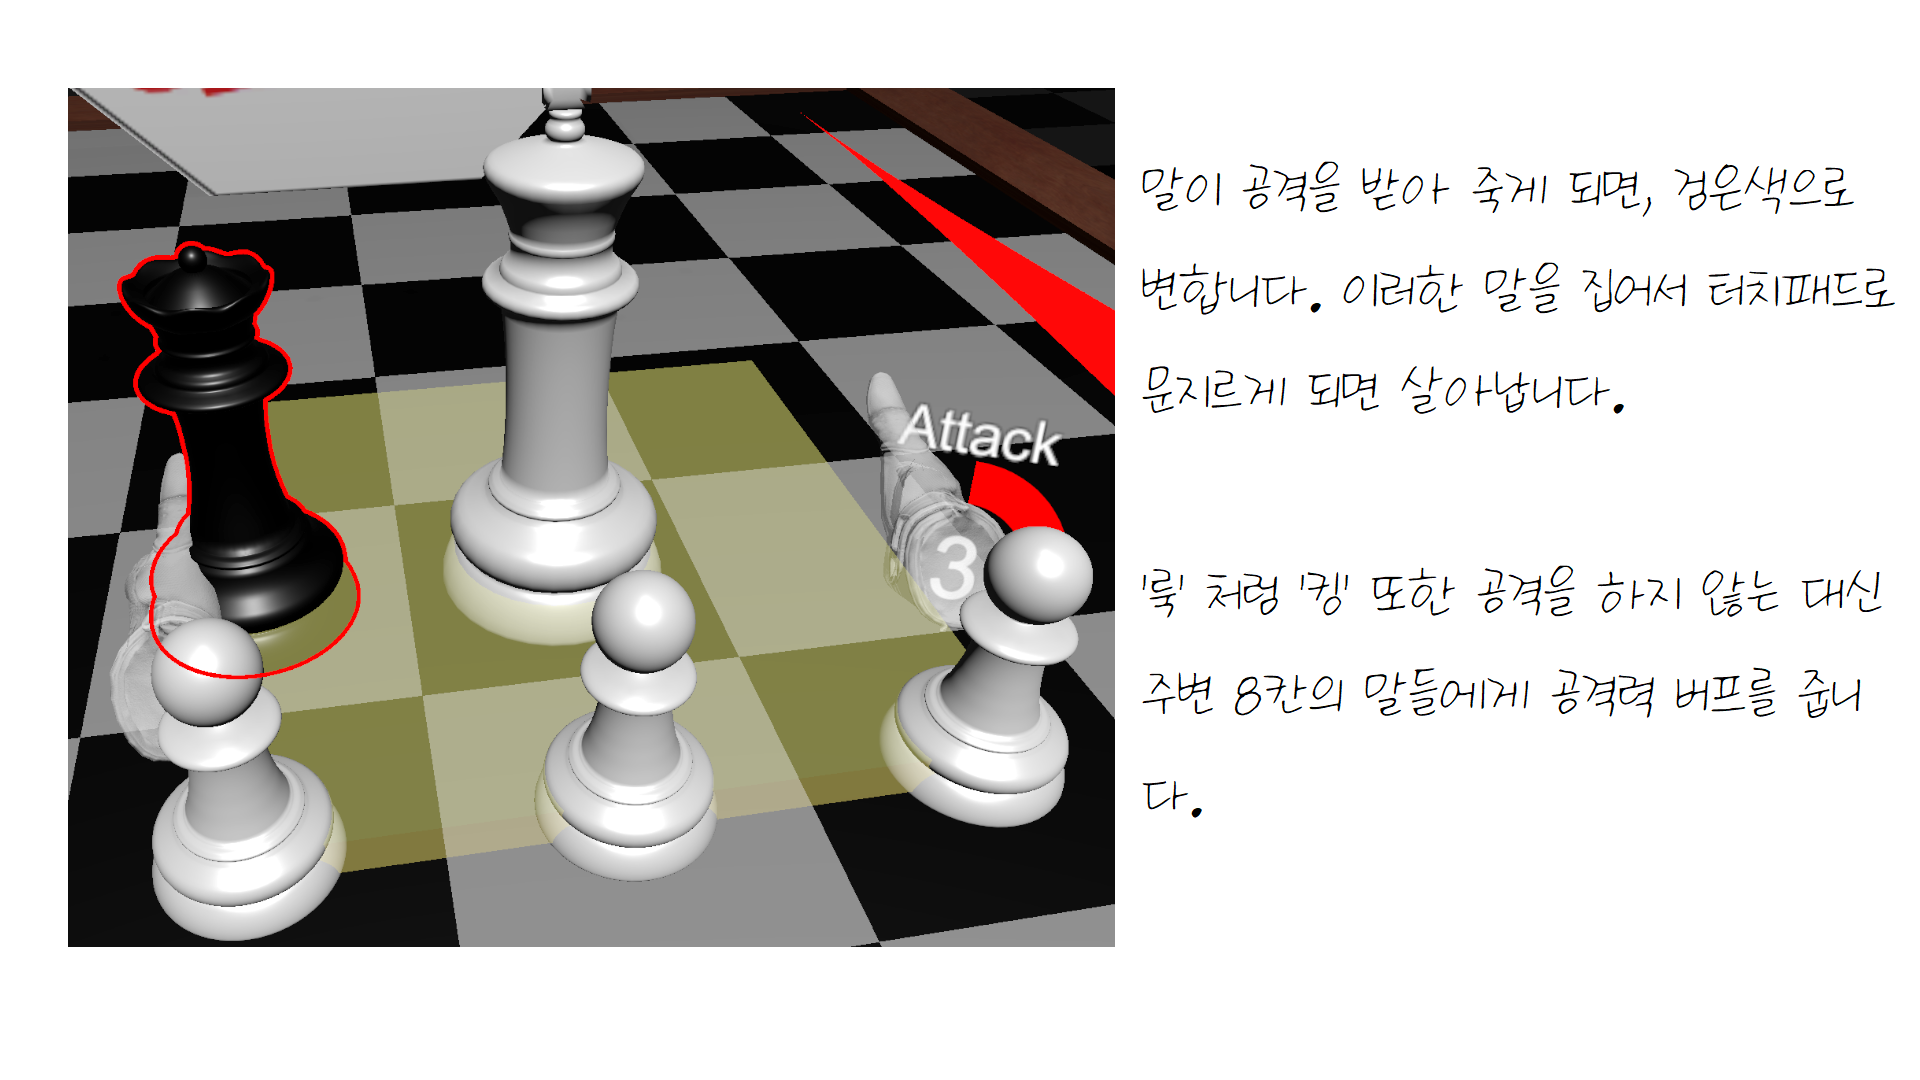 말이 공격을 받아 죽게 되면, 검은색으로
변합니다. 이러한 말을 집어서 터치패드로
문지르게 되면 살아납니다.
Attack
3
'룩' 처럼 '킹' 또한 공격을 하지 않는 대신
주변 8칸의 말들에게 공격력 버프를 줍니
다.